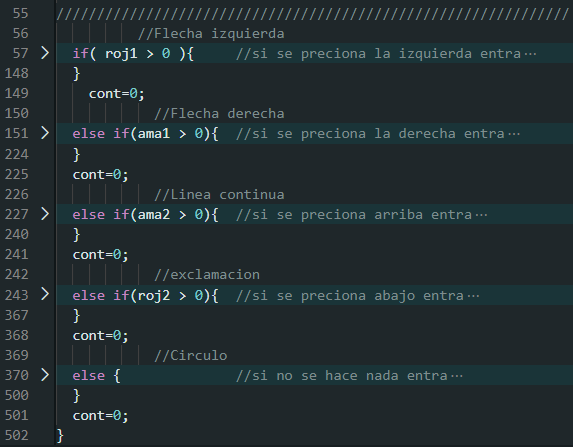 55 //////////////////////////////////////////////////////////////
56 //Flecha izquierda
57 > if( roj1 > 0 ){ //si se preciona la izquierda entra···
148 }
149 cont=0;
150 //Flecha derecha
151 > else if(ama1 > 0){ //si se preciona la derecha entra···
224 }
225 cont=0;
226 //Linea continua
227 > else if(ama2 > 0){ //si se preciona arriba entra···
240 }
241 cont=0;
242 //exclamacion
243 > else if(roj2 > 0){ //si se preciona abajo entra···
367 }
368 cont=0;
369 //Circulo
370 > else { //si no se hace nada entra···
500 }
501 cont=0;
502 }